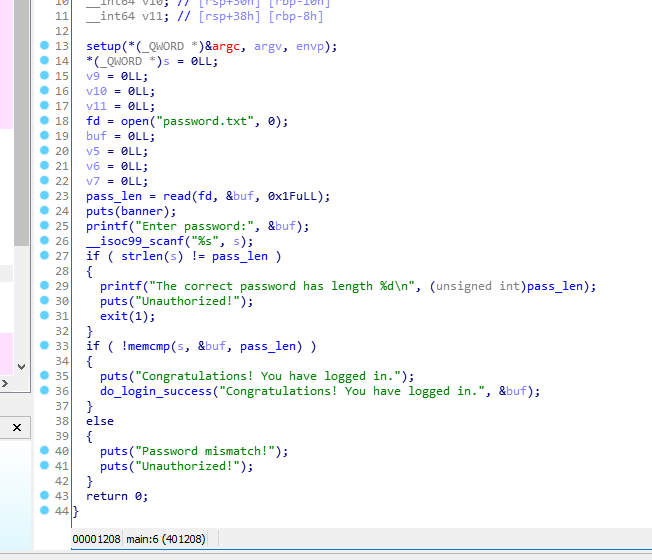 10 __int64 v10; // [rsp+30h] [rbp-10h]
11 __int64 v11; // [rsp+38h] [rbp-8h]
12
13 setup(*(_QWORD *)&argc, argv, envp);
14 *(_QWORD *)s = 0LL;
15 v9 = 0LL;
16 v10 = 0LL;
17 v11 = 0LL;
18 fd = open("password.txt", 0);
19 buf = 0LL;
20 v5 = 0LL;
21 v6 = 0LL;
22 v7 = 0LL;
23 pass_len = read(fd, &buf, 0x1FuLL);
24 puts(banner);
25 printf("Enter password:", &buf);
26 __isoc99_scanf("%s", s);
27 if ( strlen(s) != pass_len )
28 {
29 printf("The correct password has length %d\n", (unsigned int)pass_len);
30 puts("Unauthorized!");
31 exit(1);
32 }
33 if ( !memcmp(s, &buf, pass_len) )
34 {
35 puts("Congratulations! You have logged in.");
36 do_login_success("Congratulations! You have logged in.", &buf);
37 }
38 else
39 {
40 puts("Password mismatch!");
41 puts("Unauthorized!");
42 }
43 return 0;
44 }
00001208 main:6 (401208)